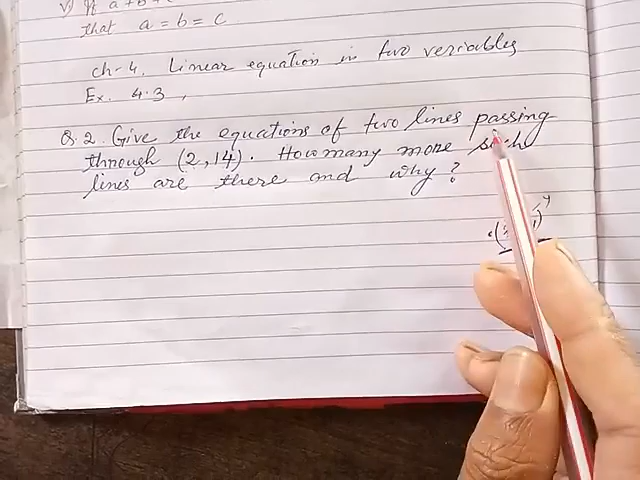 that a = b = c
ch-4. Linear equation in two veriables
Ex. 4.3,
Q.2. Give the equations of two lines passing
through (2,14). How many more such
lines are there and why?